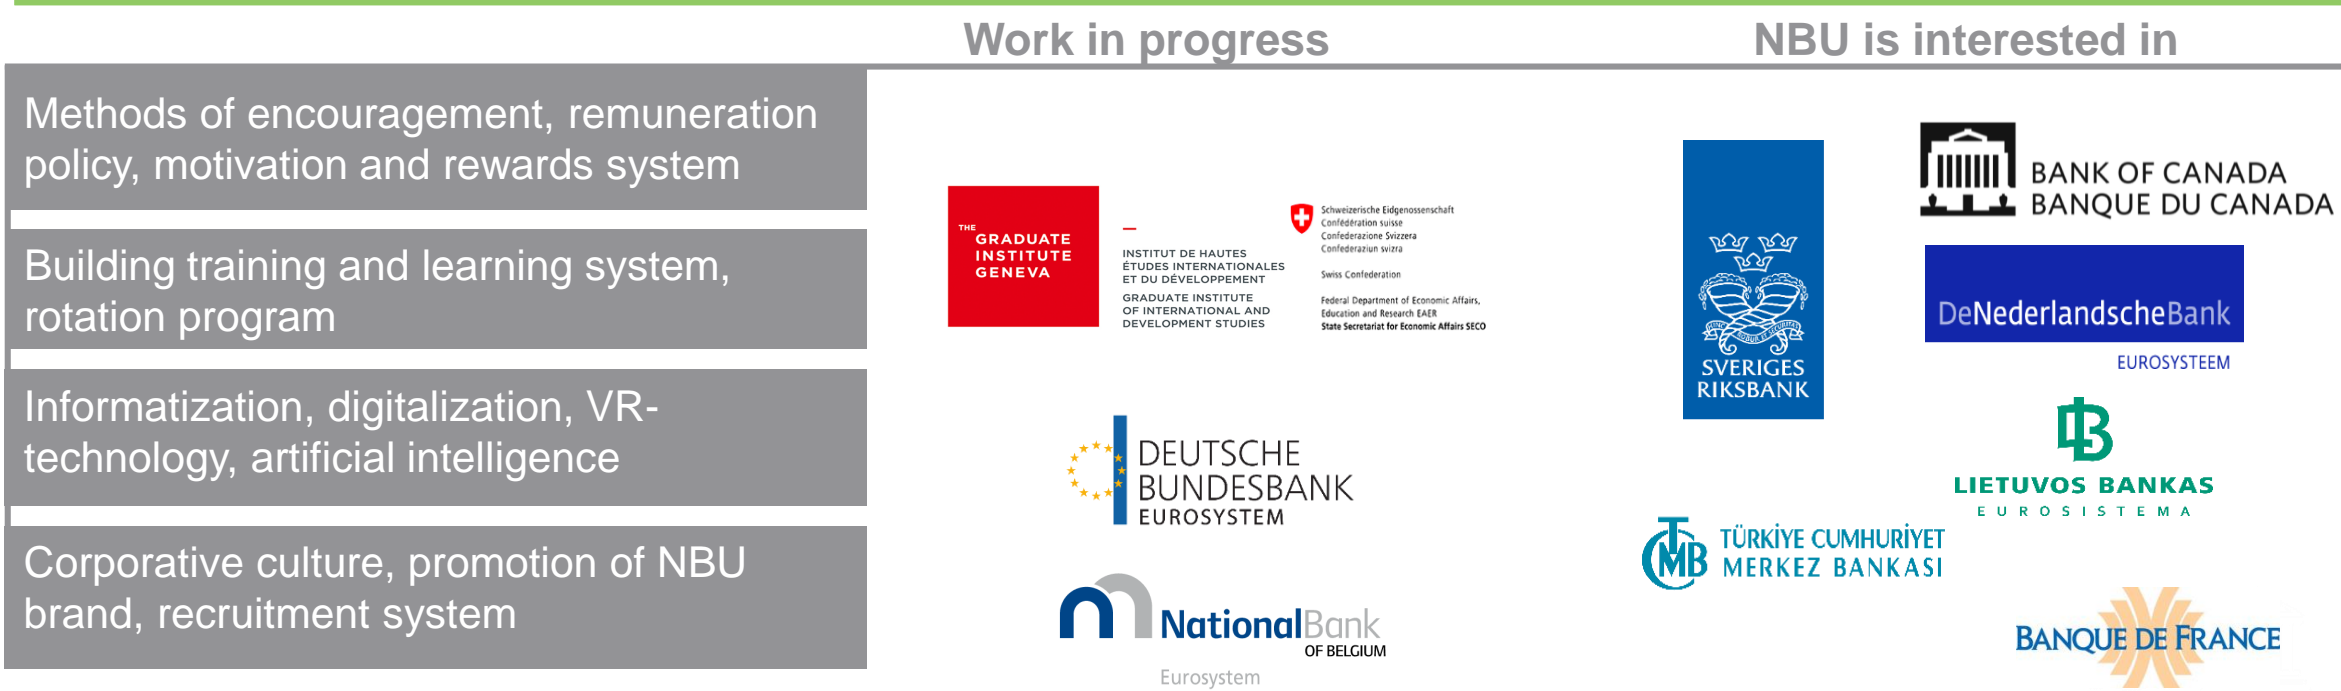 Work in progress
NBU is interested in
Methods of encouragement, remuneration
policy, motivation and rewards system
Building training and learning system,
rotation program
Informatization, digitalization, VR-
technology, artificial intelligence
Corporative culture, promotion of NBU
brand, recruitment system
THE
GRADUATE
INSTITUTE
GENEVA
INSTITUT DE HAUTES
ÉTUDES INTERNATIONALES
ET DU DÉVELOPPEMENT
GRADUATE INSTITUTE
OF INTERNATIONAL AND
DEVELOPMENT STUDIES
Schweizerische Eidgenossenschaft
Confédération suisse
Confederazione Svizzera
Confederaziun svizra
Swiss Confederation
Federal Department of Economic Affairs,
Education and Research EAER
State Secretariat for Economic Affairs SECO
DEUTSCHE
BUNDESBANK
EUROSYSTEM
NationalBank
OF BELGIUM
Eurosystem
SVERIGES
RIKSBANK
BANK OF CANADA
BANQUE DU CANADA
DeNederlandscheBank
EUROSYSTEEM
LIETUVOS BANKAS
EUROSISTEMA
TCMB
TÜRKİYE CUMHURİYET
MERKEZ BANKASI
BANQUE DE FRANCE